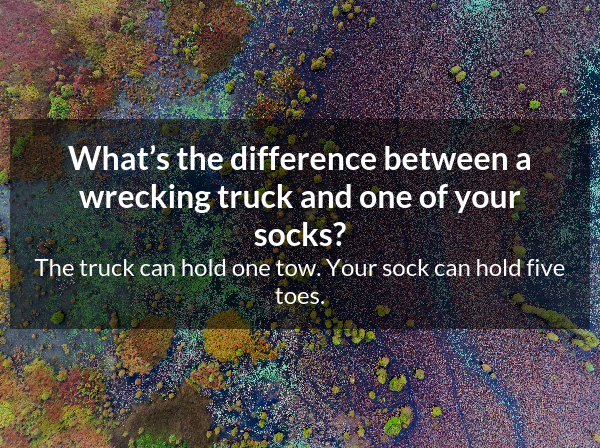 What’s the difference between a
wrecking truck and one of your
socks?
The truck can hold one tow. Your sock can hold five
toes.